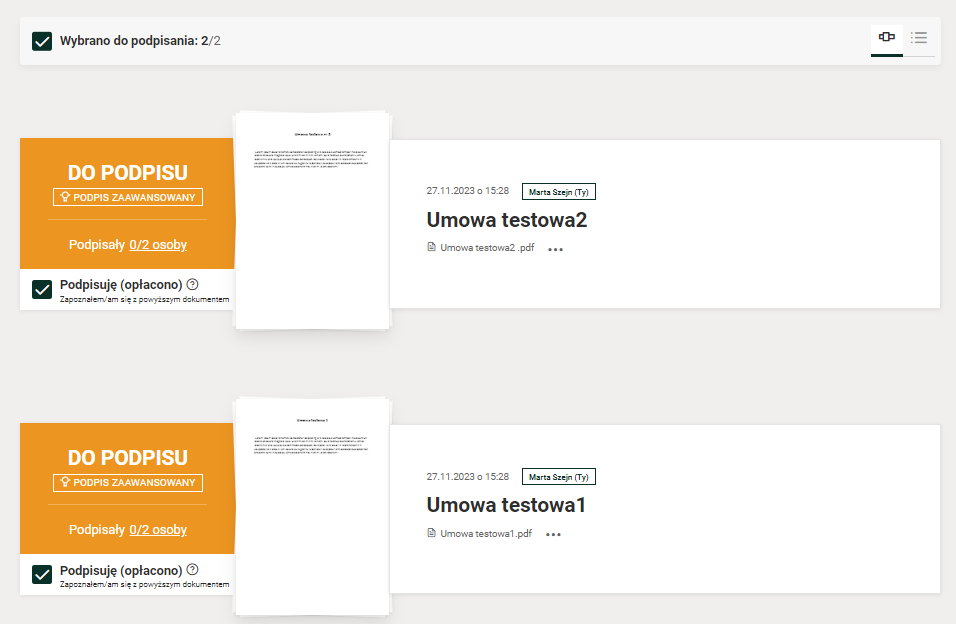 Wybrano do podpisania: 2/2
DO PODPISU
PODPIS ZAAWANSOWANY
Podpisały 0/2 osoby
Podpisuję (opłacono)
Zapoznałem/am się z powyższym dokumentem
27.11.2023 o 15:28 Marta Szejn (Ty)
Umowa testowa2
Umowa testowa2 .pdf
DO PODPISU
PODPIS ZAAWANSOWANY
Podpisały 0/2 osoby
Podpisuję (opłacono)
Zapoznałem/am się z powyższym dokumentem
27.11.2023 o 15:28 Marta Szejn (Ty)
Umowa testowa1
Umowa testowa1.pdf